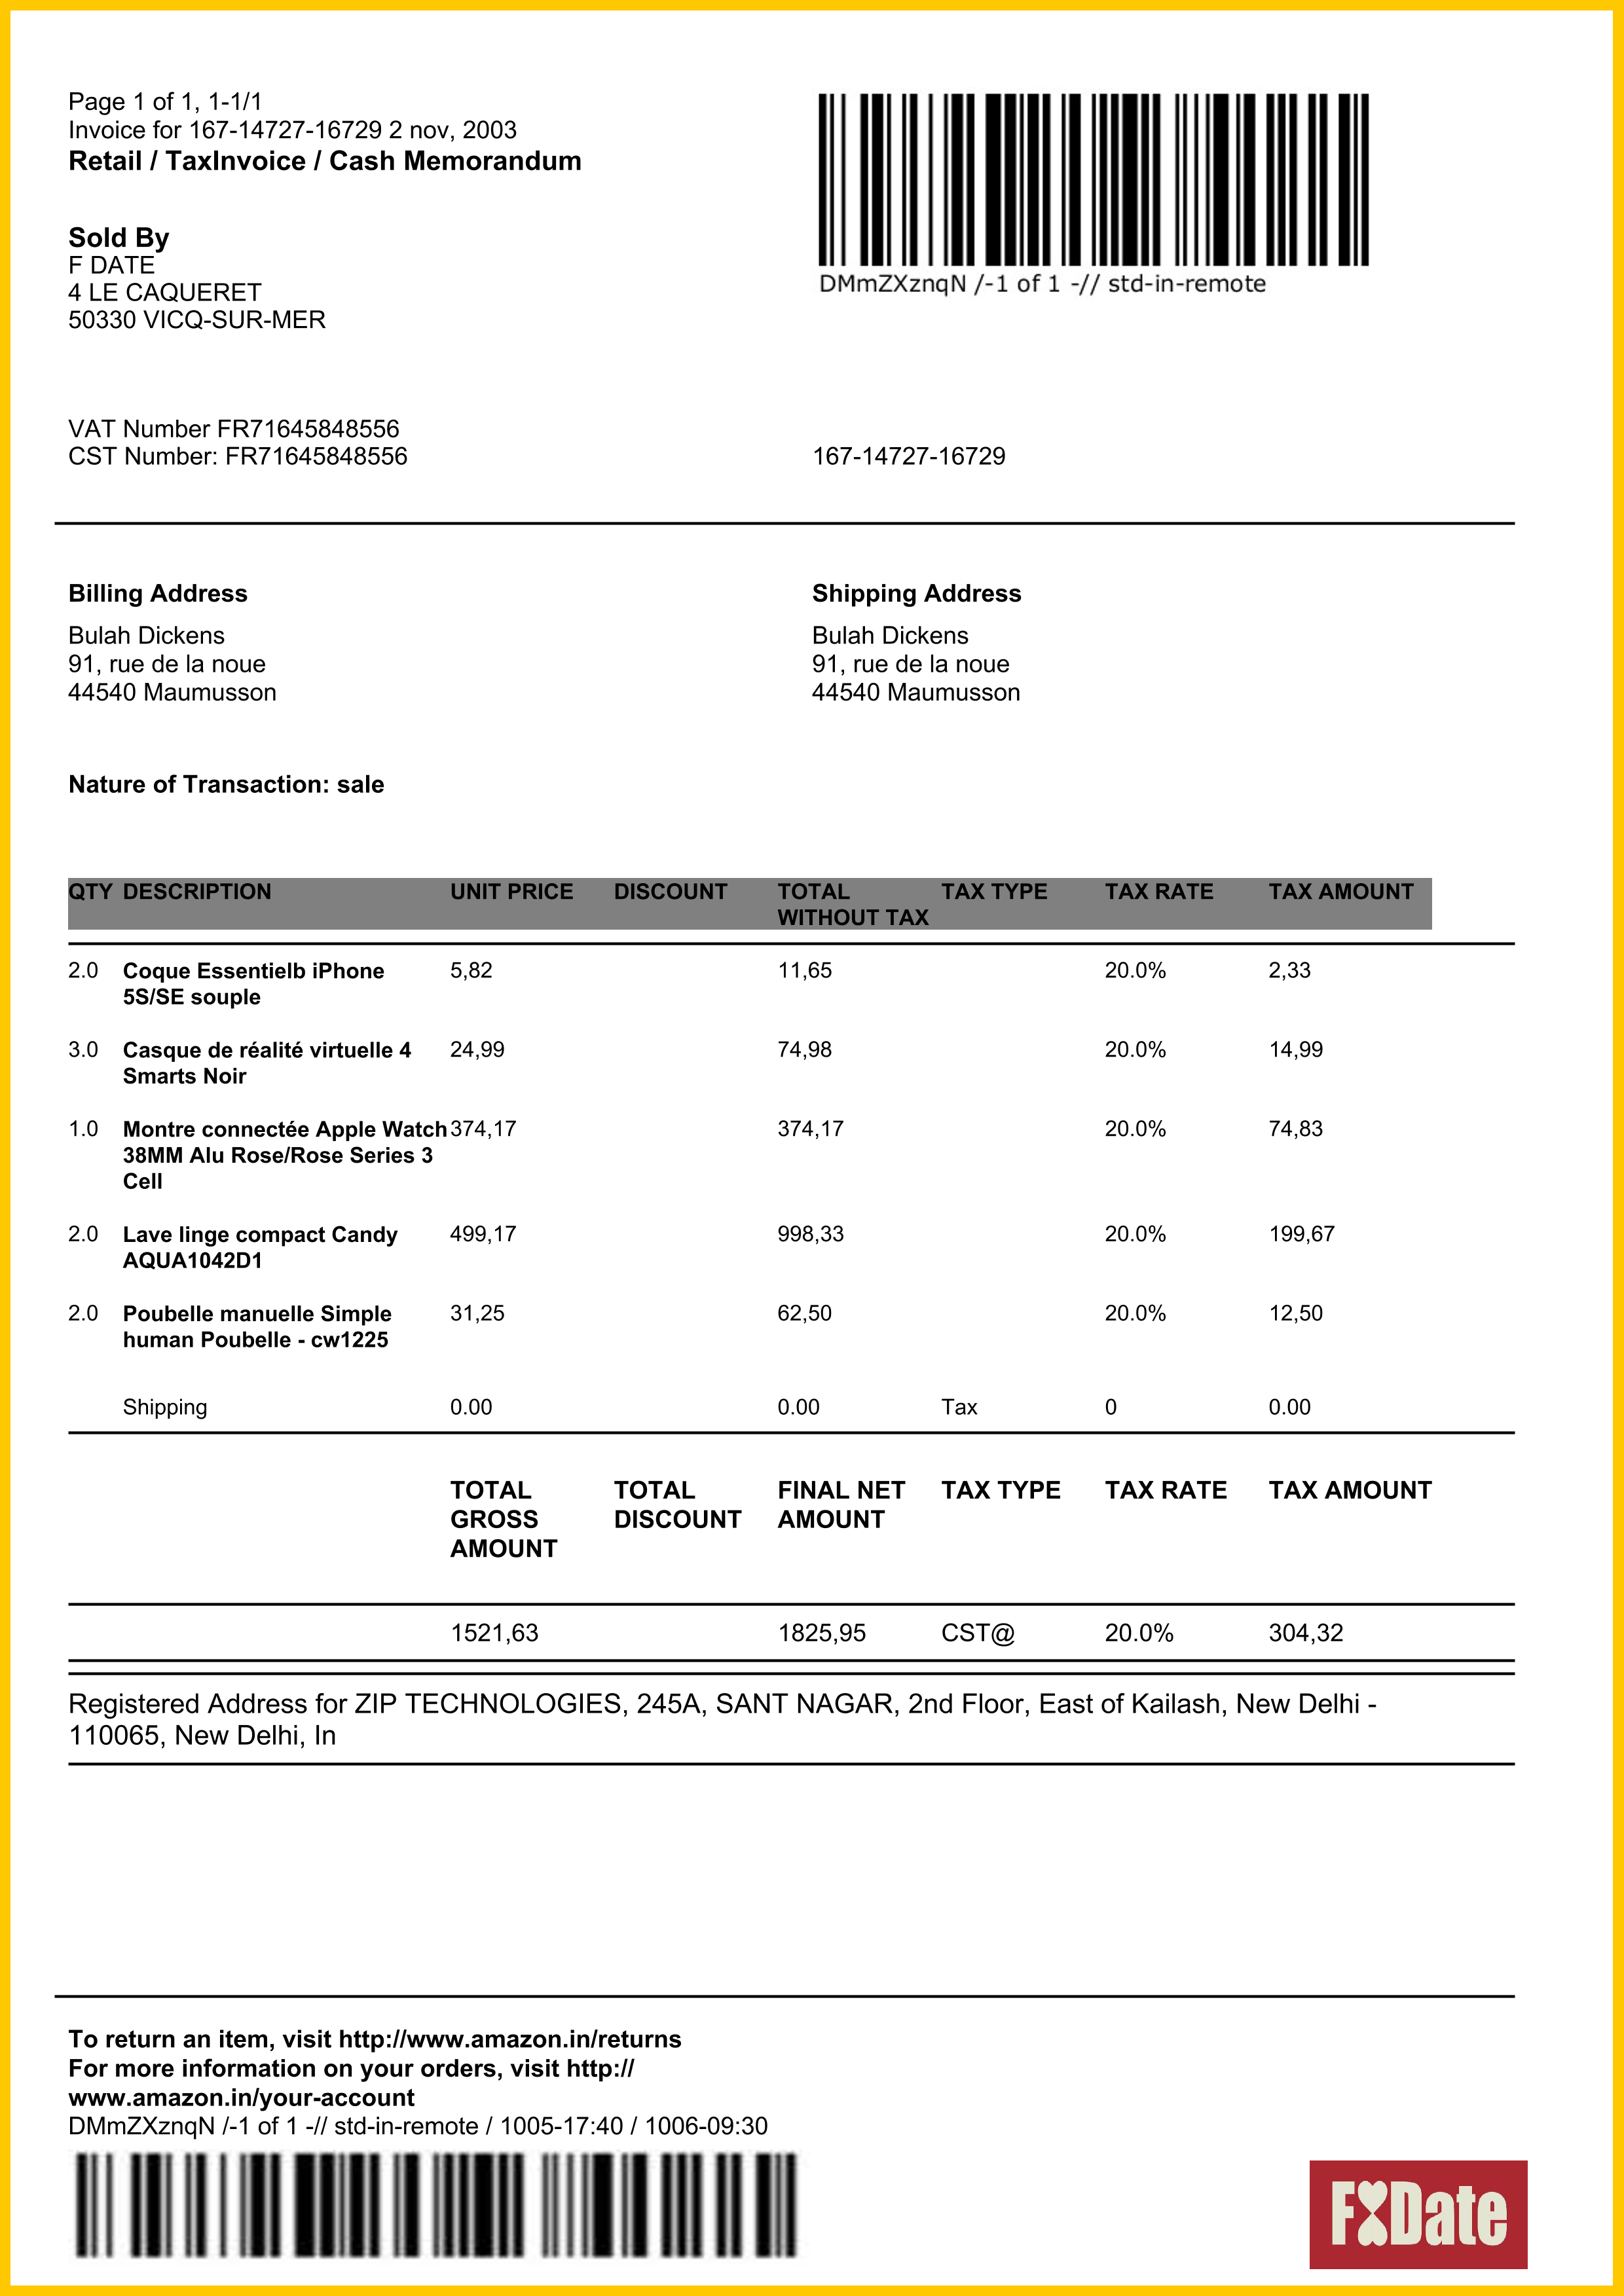 Page 1 of 1, 1-1/1
Invoice for 167-14727-16729 2 nov, 2003
Retail / TaxInvoice / Cash Memorandum
DMmZXznqN /-1 of 1 -// std-in-remote
Sold By
F DATE
4 LE CAQUERET
50330 VICQ-SUR-MER
VAT Number FR71645848556
CST Number: FR71645848556
167-14727-16729
Billing Address
Bulah Dickens
91, rue de la noue
44540 Maumusson
Shipping Address
Bulah Dickens
91, rue de la noue
44540 Maumusson
Nature of Transaction: sale
QTY DESCRIPTION UNIT PRICE DISCOUNT TOTAL TAX TYPE TAX RATE TAX AMOUNT
WITHOUT TAX
2.0 Coque Essentielb iPhone 5,82 11,65 20.0% 2,33
5S/SE souple
3.0 Casque de réalité virtuelle 4 24,99 74,98 20.0% 14,99
Smarts Noir
1.0 Montre connectée Apple Watch 374,17 374,17 20.0% 74,83
38MM Alu Rose/Rose Series 3
Cell
2.0 Lave linge compact Candy 499,17 998,33 20.0% 199,67
AQUA1042D1
2.0 Poubelle manuelle Simple 31,25 62,50 20.0% 12,50
human Poubelle - cw1225
Shipping 0.00 0.00 Tax 0 0.00
TOTAL TOTAL FINAL NET TAX TYPE TAX RATE TAX AMOUNT
GROSS DISCOUNT AMOUNT
AMOUNT
1521,63 1825,95 CST@ 20.0% 304,32
Registered Address for ZIP TECHNOLOGIES, 245A, SANT NAGAR, 2nd Floor, East of Kailash, New Delhi -
110065, New Delhi, In
To return an item, visit http://www.amazon.in/returns
For more information on your orders, visit http://
www.amazon.in/your-account
DMmZXznqN /-1 of 1 -// std-in-remote / 1005-17:40 / 1006-09:30
FXDate